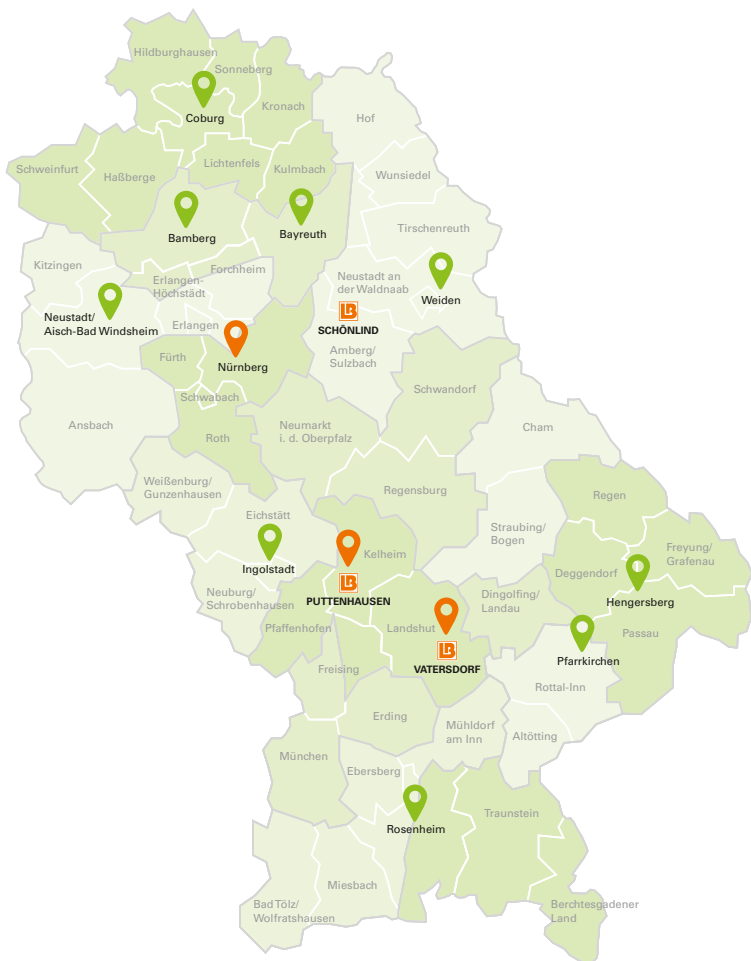 Hildburghausen
Sonneberg
Coburg
Kronach
Hof
Lichtenfels
Kulmbach
Schweinfurt
Haßberge
Wunsiedel
Bamberg
Bayreuth
Tirschenreuth
Kitzingen
Forchheim
Erlangen-
Höchstädt
Neustadt an
der Waldnaab
Weiden
Neustadt/
Aisch-Bad Windsheim
Erlangen
LB
SCHÖNLIND
Fürth
Nürnberg
Amberg/
Sulzbach
Schwandorf
Schwabach
Ansbach
Roth
Neumarkt
i. d. Oberpfalz
Cham
Weißenburg/
Gunzenhausen
Regensburg
Regen
Eichstätt
Straubing/
Bogen
Ingolstadt
Kelheim
Freyung/
Grafenau
Deggendorf
LB
PUTTENHAUSEN
Neuburg/
Schrobenhausen
Dingolfing/
Landau
Hengersberg
Pfaffenhofen
Landshut
LB
VATERSDORF
Passau
Pfarrkirchen
Freising
Rottal-Inn
Erding
Mühldorf
am Inn
Altötting
München
Ebersberg
Rosenheim
Traunstein
Miesbach
Bad Tölz/
Wolfratshausen
Berchtesgadener
Land